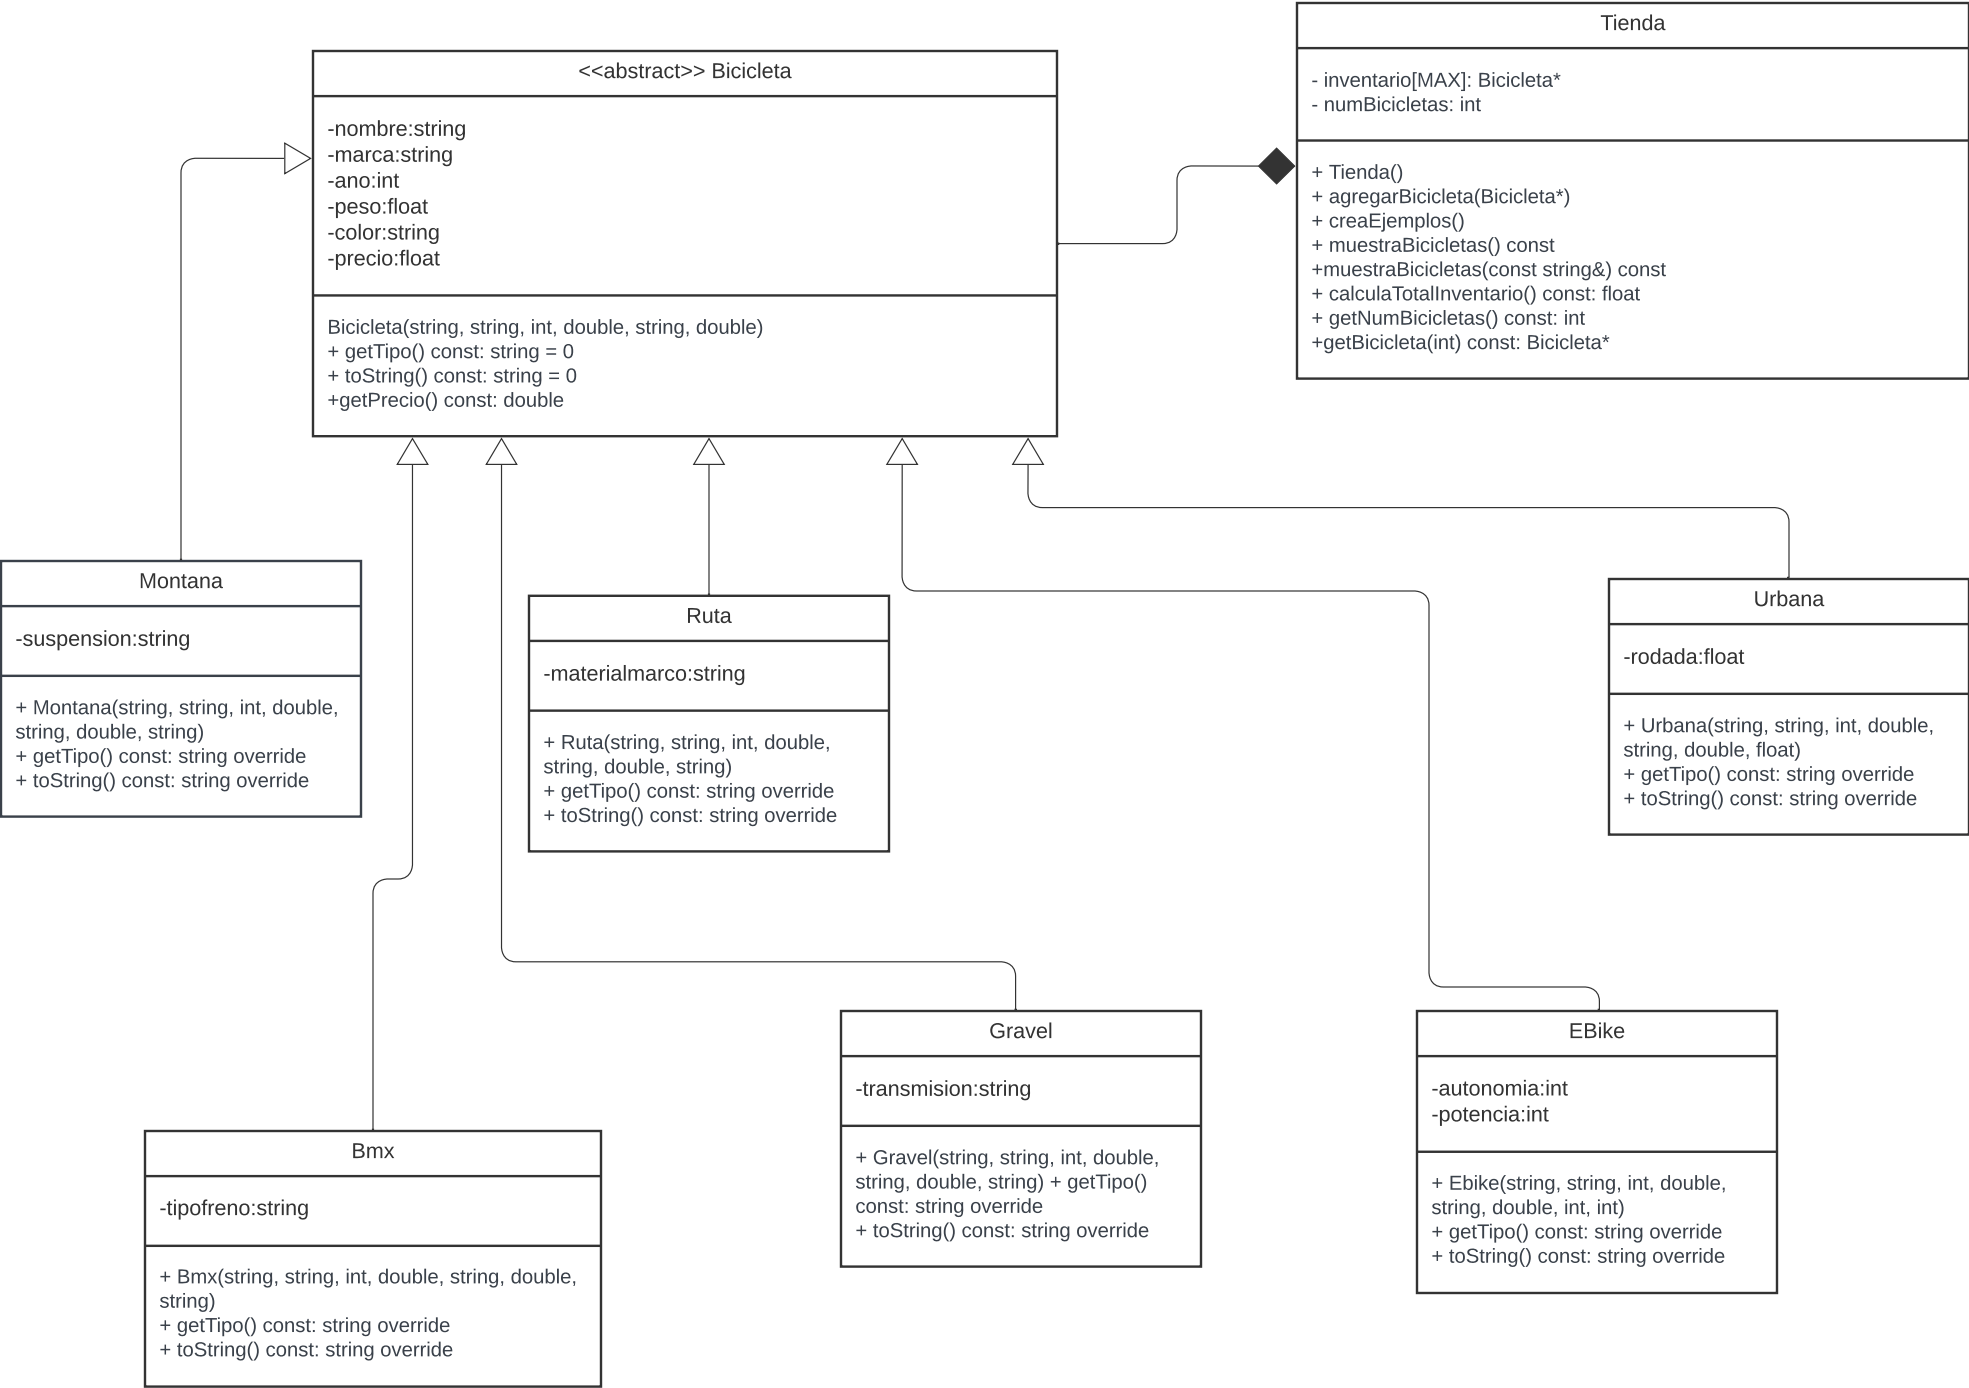 <<abstract>> Bicicleta
-nombre:string
-marca:string
-ano:int
-peso:float
-color:string
-precio:float
Bicicleta(string, string, int, double, string, double)
+ getTipo() const: string = 0
+ toString() const: string = 0
+getPrecio() const: double
Tienda
- inventario[MAX]: Bicicleta*
- numBicicletas: int
+ Tienda()
+ agregarBicicleta(Bicicleta*)
+ creaEjemplos()
+ muestraBicicletas() const
+muestraBicicletas(const string&) const
+ calculaTotalInventario() const: float
+ getNumBicicletas() const: int
+getBicicleta(int) const: Bicicleta*
Montana
-suspension:string
+ Montana(string, string, int, double,
string, double, string)
+ getTipo() const: string override
+ toString() const: string override
Ruta
-materialmarco:string
+ Ruta(string, string, int, double,
string, double, string)
+ getTipo() const: string override
+ toString() const: string override
Urbana
-rodada:float
+ Urbana(string, string, int, double,
string, double, float)
+ getTipo() const: string override
+ toString() const: string override
Bmx
-tipofreno:string
+ Bmx(string, string, int, double, string, double,
string)
+ getTipo() const: string override
+ toString() const: string override
Gravel
-transmision:string
+ Gravel(string, string, int, double,
string, double, string) + getTipo()
const: string override
+ toString() const: string override
EBike
-autonomia:int
-potencia:int
+ Ebike(string, string, int, double,
string, double, int, int)
+ getTipo() const: string override
+ toString() const: string override